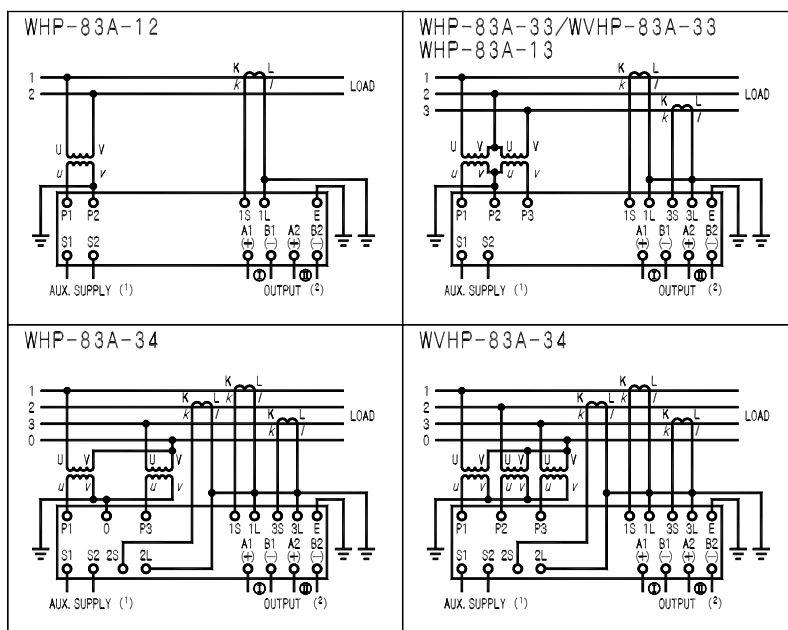 WHP-83A-12
K L
1 k l
2 LOAD
U V
u v
P1 P2 1S 1L E
S1 S2 A1 B1 A2 B2
(+) (−) (+) (−)
I II
AUX. SUPPLY (1) OUTPUT (2)
WHP-83A-33/WVHP-83A-33
WHP-83A-13
K L
1 k l
2 K L LOAD
3 k l
U V U V
u v u v
P1 P2 P3 1S 1L 3S 3L E
S1 S2 A1 B1 A2 B2
(+) (−) (+) (−)
I II
AUX. SUPPLY (1) OUTPUT (2)
WHP-83A-34
K L
1 k l
2 K L LOAD
3 k l K L
0 k l
U V U V
u v u v
P1 0 P3 1S 1L 3S 3L E
S1 S2 2S 2L A1 B1 A2 B2
(+) (−) (+) (−)
I II
AUX. SUPPLY (1) OUTPUT (2)
WVHP-83A-34
K L
1 k l
2 K L LOAD
3 k l K L
0 k l
U V U V U V
u v u v u v
P1 P2 P3 1S 1L 3S 3L E
S1 S2 2S 2L A1 B1 A2 B2
(+) (−) (+) (−)
I II
AUX. SUPPLY (1) OUTPUT (2)